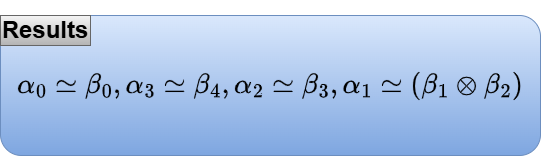 Results
α₀ ≃ β₀, α₃ ≃ β₄, α₂ ≃ β₃, α₁ ≃ (β₁ ⊗ β₂)